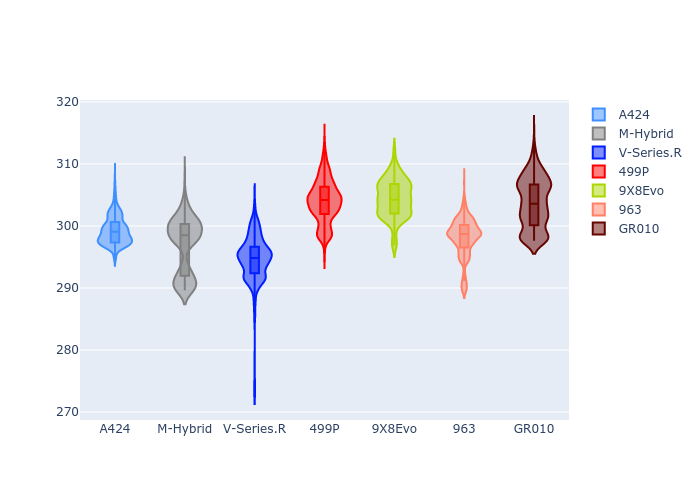 320
310
300
290
280
270
A424
M-Hybrid
V-Series.R
499P
9X8Evo
963
GR010
A424
M-Hybrid
V-Series.R
499P
9X8Evo
963
GR010